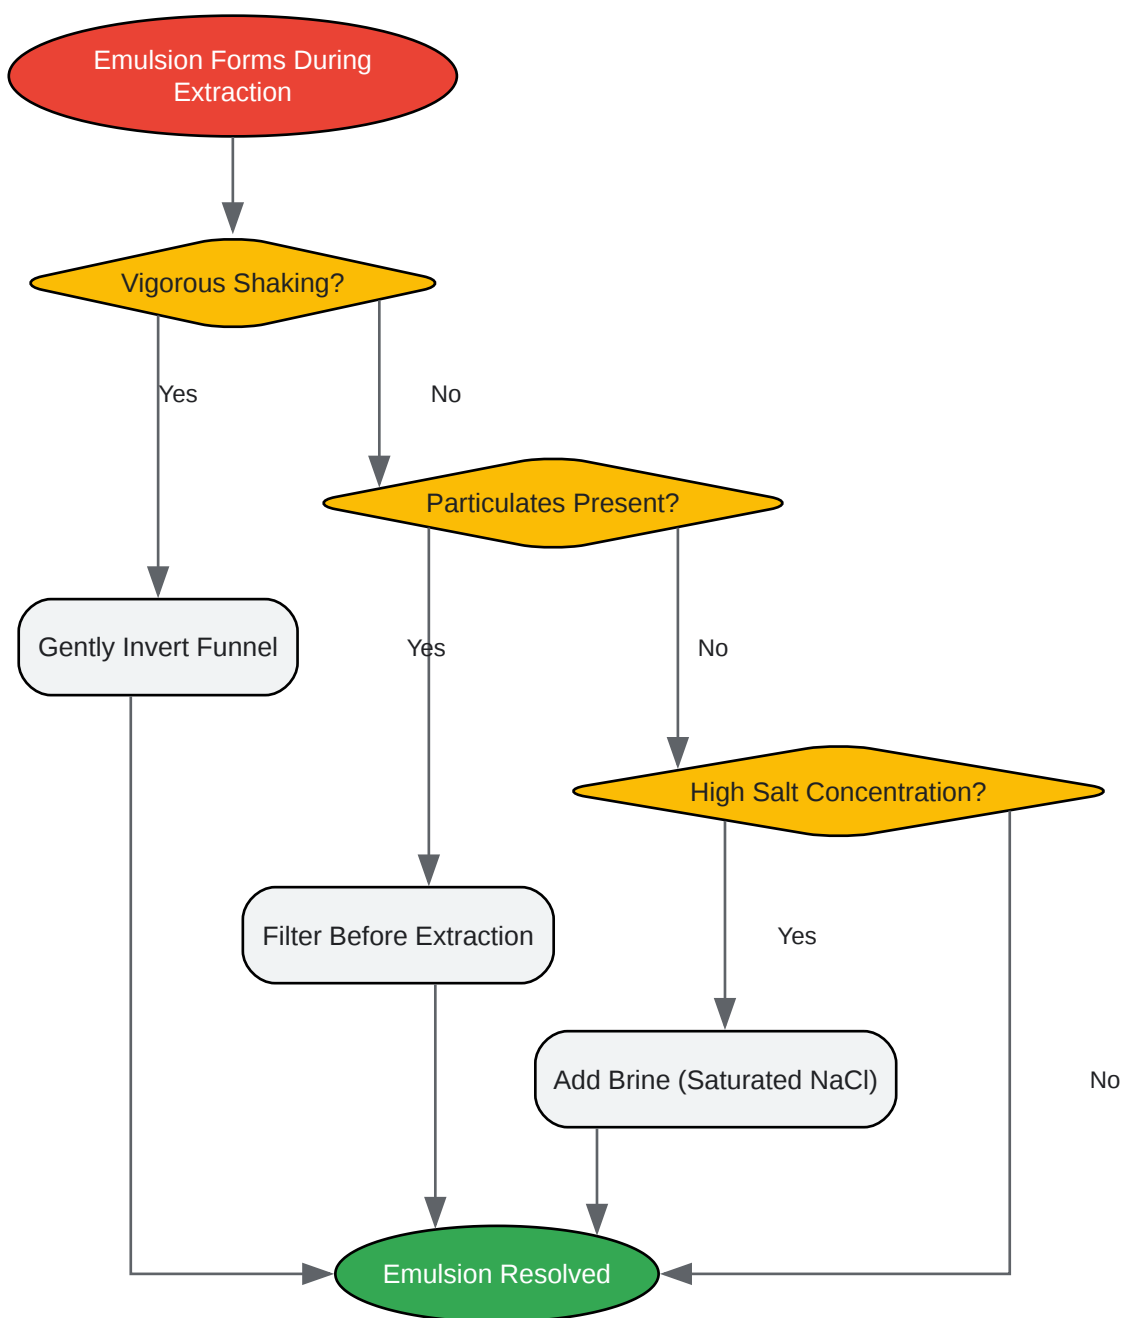 Emulsion Forms During
Extraction
Vigorous Shaking?
Yes
No
Particulates Present?
Gently Invert Funnel
Yes
No
High Salt Concentration?
Filter Before Extraction
Yes
Add Brine (Saturated NaCl)
No
Emulsion Resolved